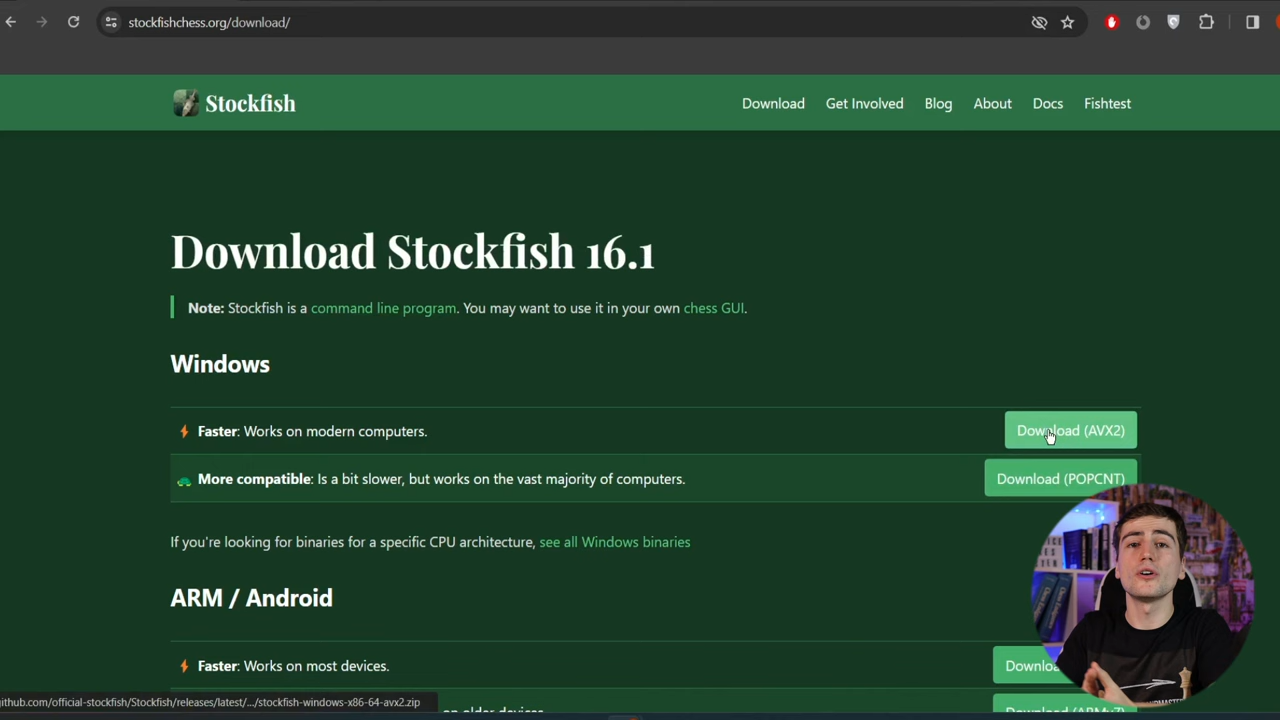 stockfishchess.org/download/
Stockfish
Download Get Involved Blog About Docs Fishtest
Download Stockfish 16.1
Note: Stockfish is a command line program. You may want to use it in your own chess GUI.
Windows
Faster: Works on modern computers.
Download (AVX2)
More compatible: Is a bit slower, but works on the vast majority of computers.
Download (POPCNT)
If you're looking for binaries for a specific CPU architecture, see all Windows binaries
ARM / Android
Faster: Works on most devices.
github.com/official-stockfish/Stockfish/releases/latest/.../stockfish-windows-x86-64-avx2.zip
on older devices.